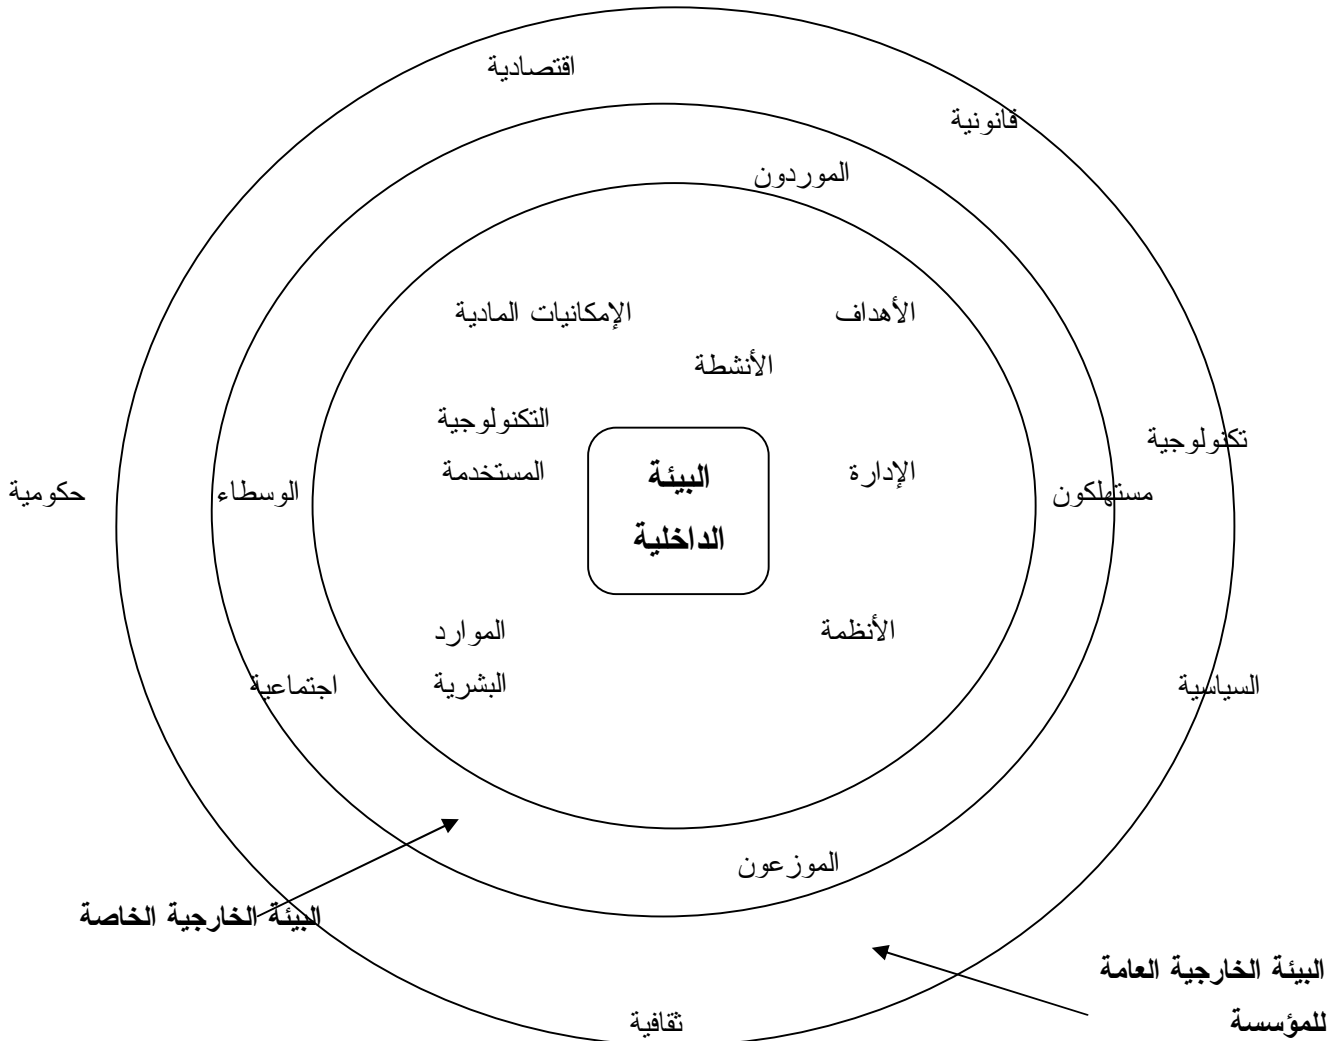 اقتصادية
قانونية
الموردون
الأهداف
الإمكانيات المادية
الأنشطة
التكنولوجية
المستخدمة
البيئة
الداخلية
الإدارة
تكنولوجية
مستهلكون
الوسطاء
حكومية
الأنظمة
الموارد
البشرية
السياسية
اجتماعية
الموزعون
البيئة الخارجية الخاصة
البيئة الخارجية العامة
للمؤسسة
ثقافية